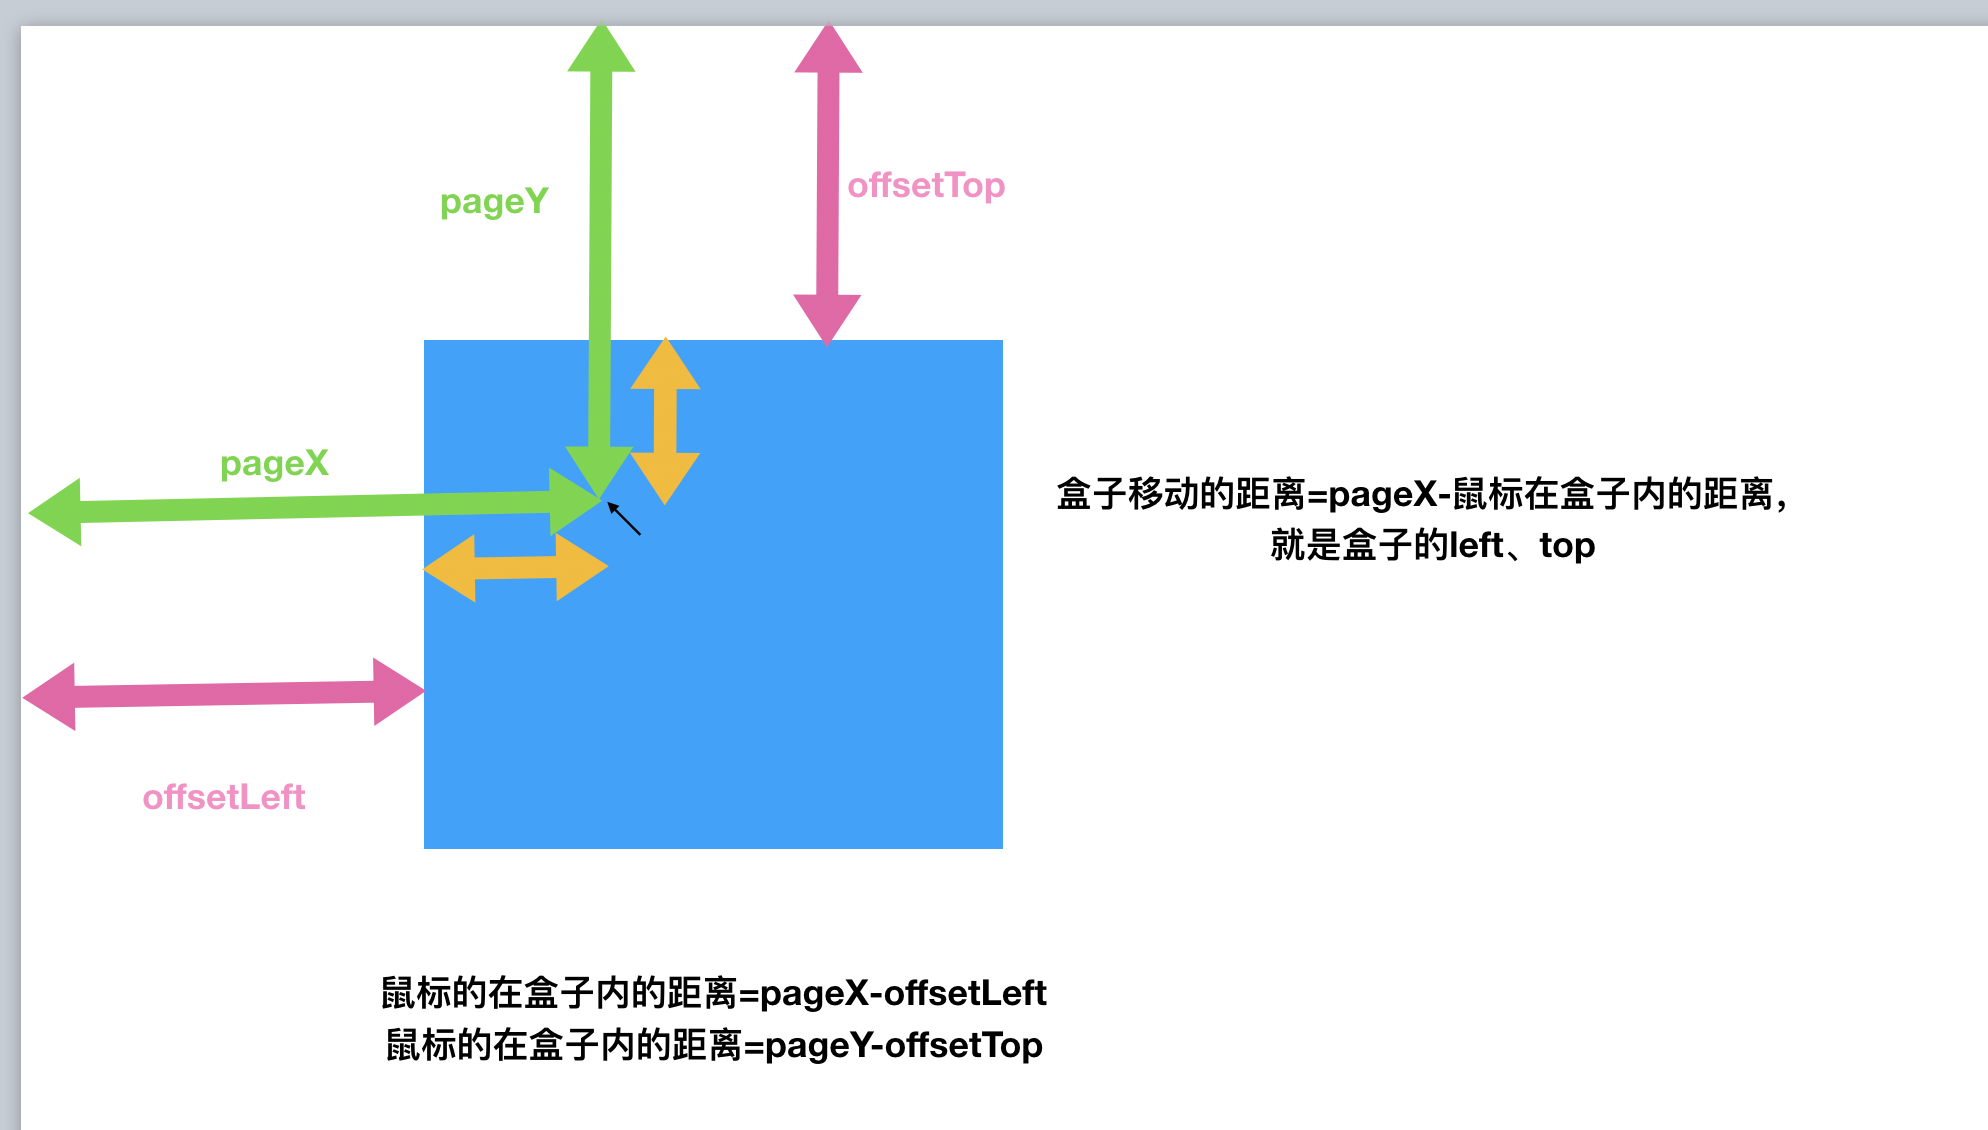 offsetTop
pageY
pageX
盒子移动的距离=pageX-鼠标在盒子内的距离，
就是盒子的left、top
offsetLeft
鼠标的在盒子内的距离=pageX-offsetLeft
鼠标的在盒子内的距离=pageY-offsetTop